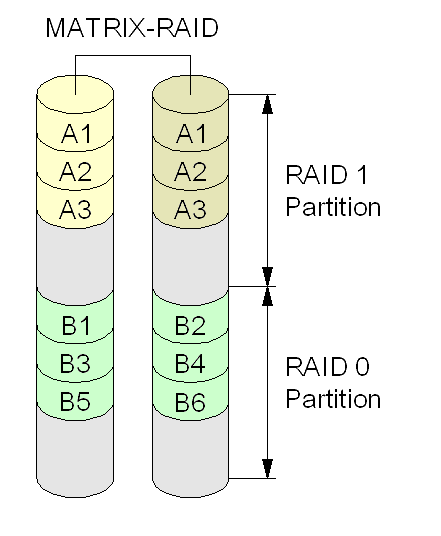 MATRIX-RAID
A1 A1
A2 A2
A3 A3
RAID 1
Partition
B1 B2
B3 B4
B5 B6
RAID 0
Partition